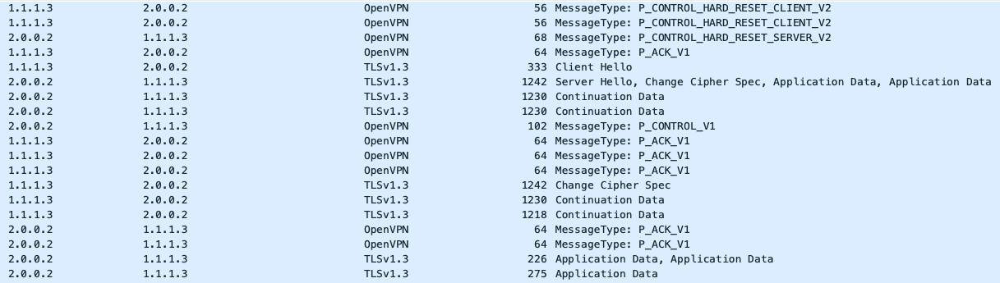 1.1.1.3 2.0.0.2 OpenVPN 56 MessageType: P_CONTROL_HARD_RESET_CLIENT_V2
1.1.1.3 2.0.0.2 OpenVPN 56 MessageType: P_CONTROL_HARD_RESET_CLIENT_V2
2.0.0.2 1.1.1.3 OpenVPN 68 MessageType: P_CONTROL_HARD_RESET_SERVER_V2
1.1.1.3 2.0.0.2 OpenVPN 64 MessageType: P_ACK_V1
1.1.1.3 2.0.0.2 TLSv1.3 333 Client Hello
2.0.0.2 1.1.1.3 TLSv1.3 1242 Server Hello, Change Cipher Spec, Application Data, Application Data
2.0.0.2 1.1.1.3 TLSv1.3 1230 Continuation Data
2.0.0.2 1.1.1.3 TLSv1.3 1230 Continuation Data
2.0.0.2 1.1.1.3 OpenVPN 102 MessageType: P_CONTROL_V1
1.1.1.3 2.0.0.2 OpenVPN 64 MessageType: P_ACK_V1
1.1.1.3 2.0.0.2 OpenVPN 64 MessageType: P_ACK_V1
1.1.1.3 2.0.0.2 OpenVPN 64 MessageType: P_ACK_V1
1.1.1.3 2.0.0.2 TLSv1.3 1242 Change Cipher Spec
1.1.1.3 2.0.0.2 TLSv1.3 1230 Continuation Data
1.1.1.3 2.0.0.2 TLSv1.3 1218 Continuation Data
2.0.0.2 1.1.1.3 OpenVPN 64 MessageType: P_ACK_V1
2.0.0.2 1.1.1.3 OpenVPN 64 MessageType: P_ACK_V1
2.0.0.2 1.1.1.3 TLSv1.3 226 Application Data, Application Data
2.0.0.2 1.1.1.3 TLSv1.3 275 Application Data